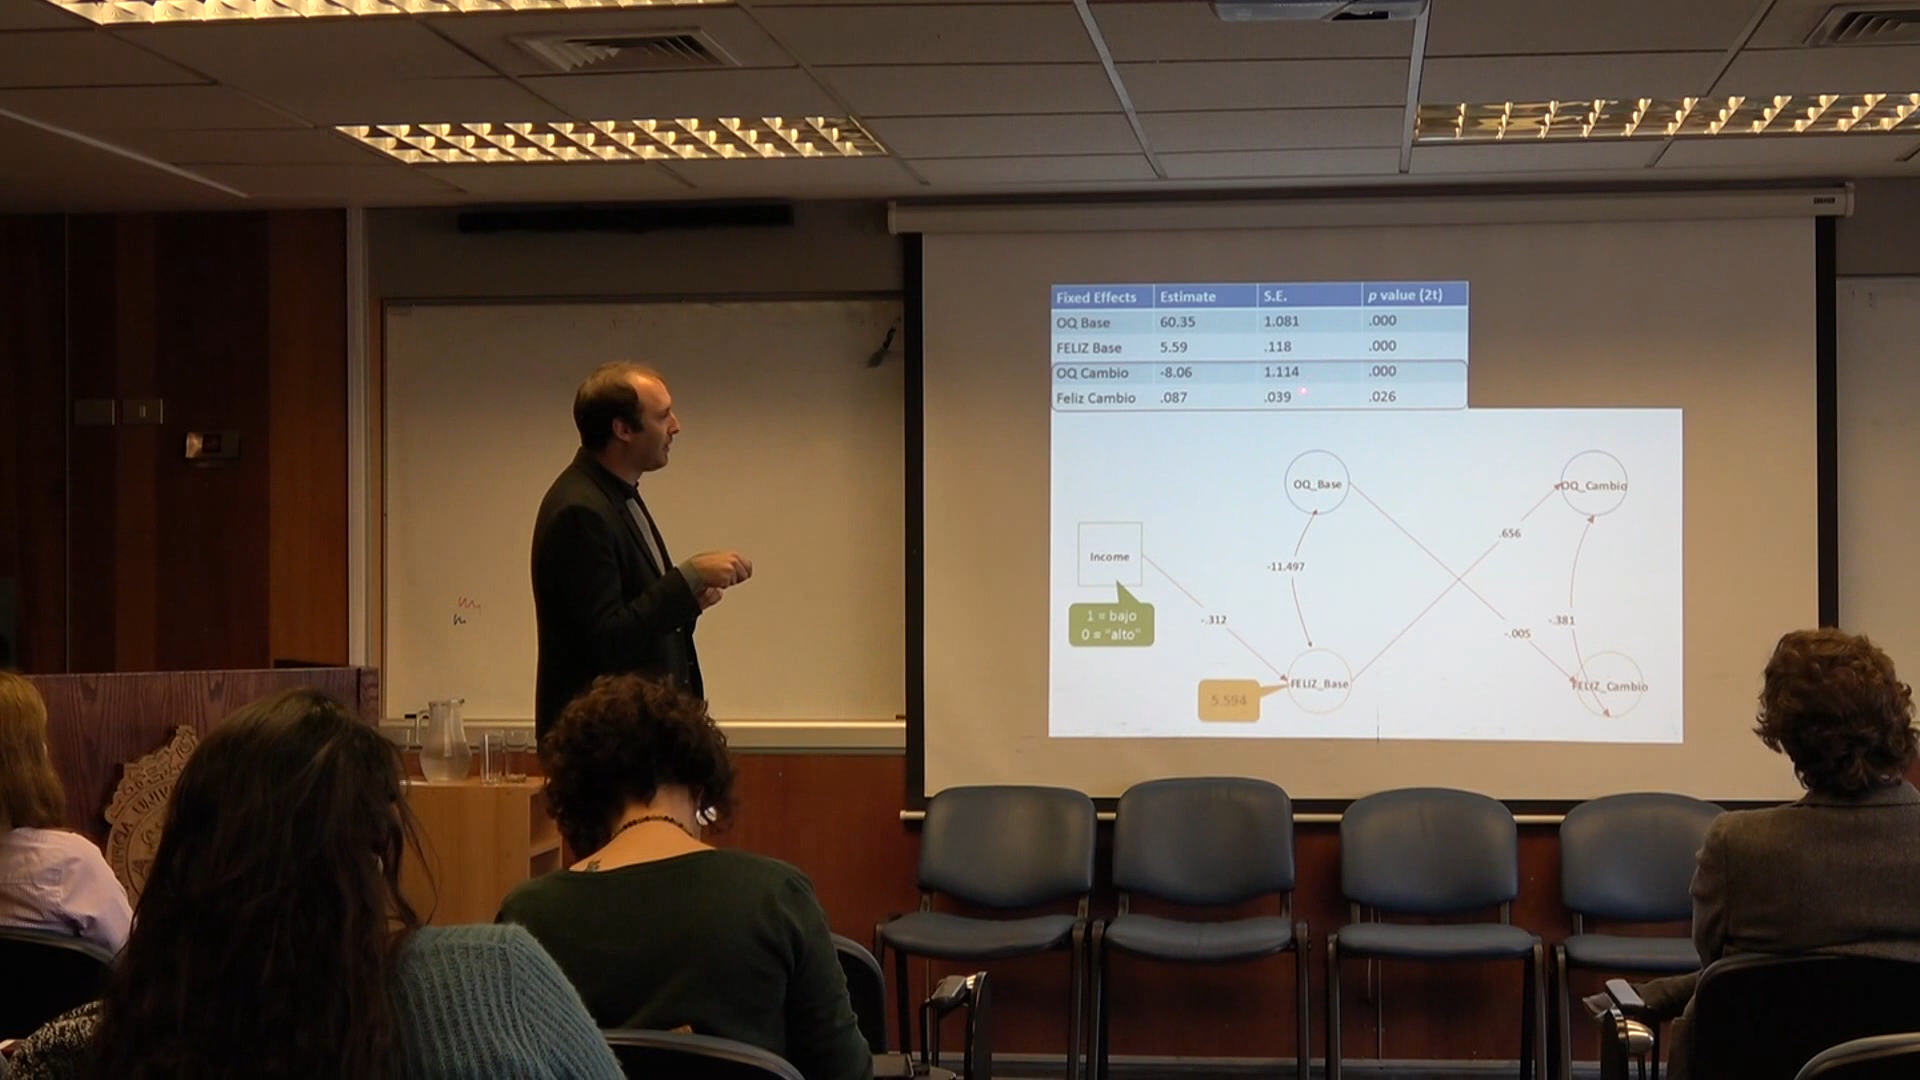 Fixed Effects Estimate S.E. p value (2t)
OQ Base 60.35 1.081 .000
FELIZ Base 5.59 .118 .000
OQ Cambio -8.06 1.114 .000
Feliz Cambio .087 .039 .026
OQ_Base
OQ_Cambio
.656
Income
-11.497
1 = bajo
0 = "alto"
-.312
-.381
-.005
FELIZ_Base
FELIZ_Cambio
5.594